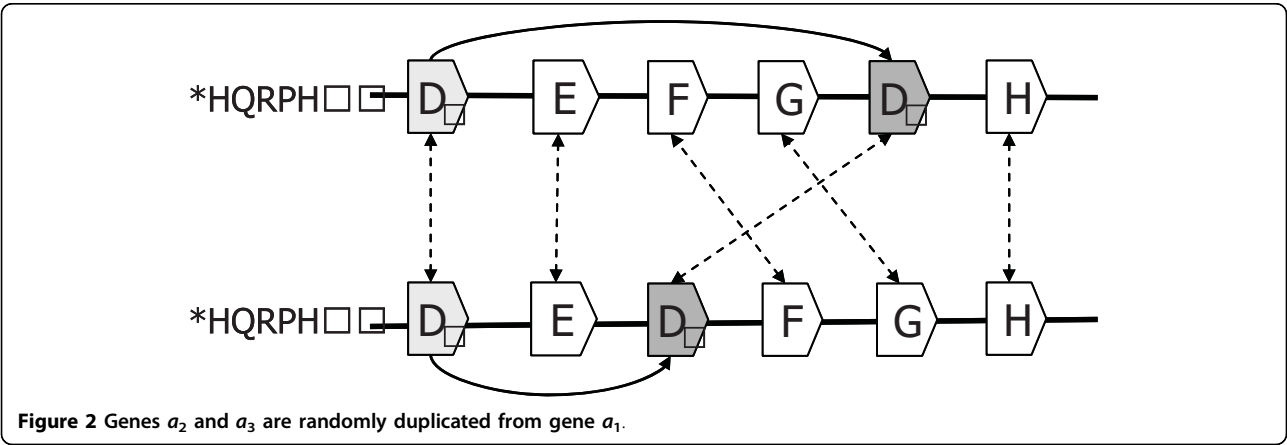 *HQRPH□ □ D□ E F G D□ H
*HQRPH□ □ D□ E D□ F G H
Figure 2 Genes a₂ and a₃ are randomly duplicated from gene a₁.